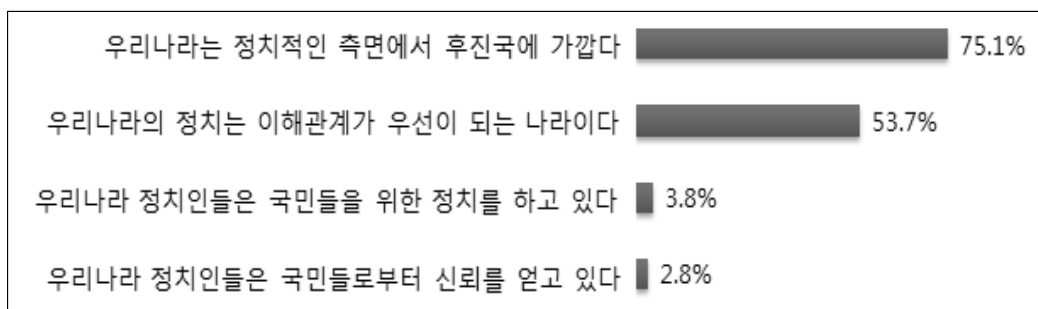 우리나라는 정치적인 측면에서 후진국에 가깝다 75.1%
우리나라의 정치는 이해관계가 우선이 되는 나라이다 53.7%
우리나라 정치인들은 국민들을 위한 정치를 하고 있다 3.8%
우리나라 정치인들은 국민들로부터 신뢰를 얻고 있다 2.8%